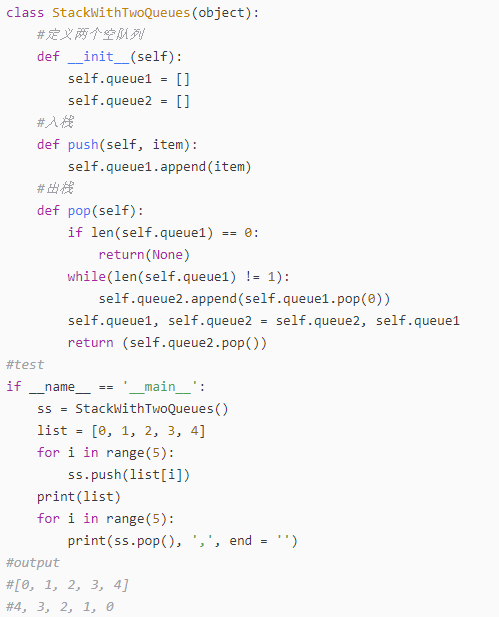 class StackWithTwoQueues(object):
    #定义两个空队列
    def __init__(self):
        self.queue1 = []
        self.queue2 = []
    #入栈
    def push(self, item):
        self.queue1.append(item)
    #出栈
    def pop(self):
        if len(self.queue1) == 0:
            return(None)
        while(len(self.queue1) != 1):
            self.queue2.append(self.queue1.pop(0))
        self.queue1, self.queue2 = self.queue2, self.queue1
        return (self.queue2.pop())
#test
if __name__ == '__main__':
    ss = StackWithTwoQueues()
    list = [0, 1, 2, 3, 4]
    for i in range(5):
        ss.push(list[i])
    print(list)
    for i in range(5):
        print(ss.pop(), ',', end = '')
#output
#[0, 1, 2, 3, 4]
#4, 3, 2, 1, 0